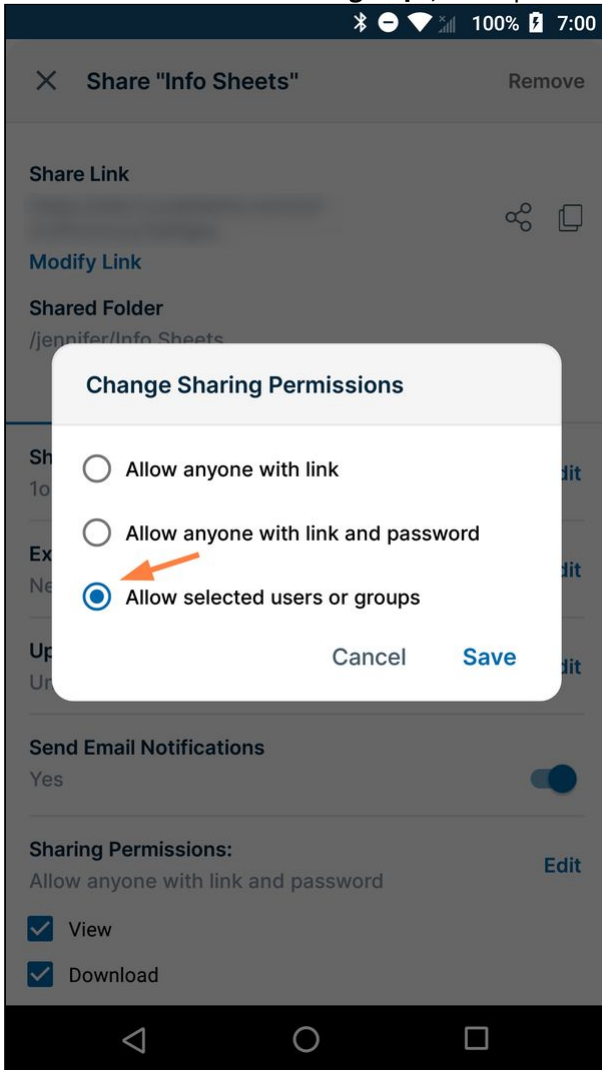 100% 7:00
Share "Info Sheets" Remove
Share Link
Modify Link
Shared Folder
/jennifer/Info Sheets
Change Sharing Permissions
Allow anyone with link
Allow anyone with link and password
Allow selected users or groups
Cancel Save
Send Email Notifications
Yes
Sharing Permissions:
Edit
Allow anyone with link and password
View
Download